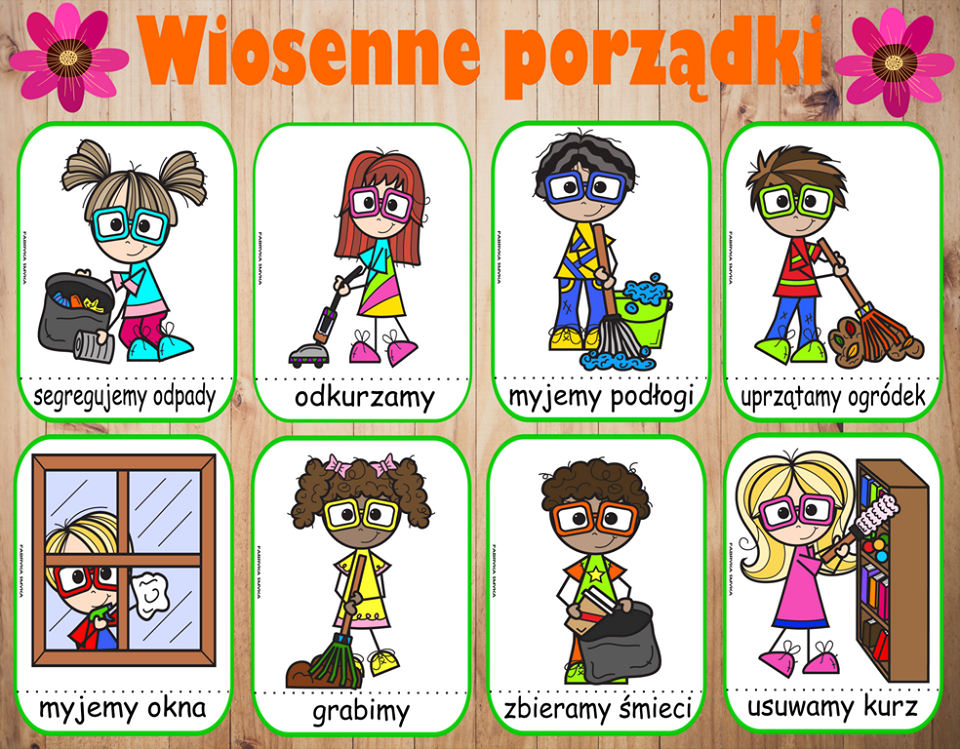 Wiosenne porządki
segregujemy odpady
odkurzamy
myjemy podłogi
uprzątamy ogródek
myjemy okna
grabimy
zbieramy śmieci
usuwamy kurz